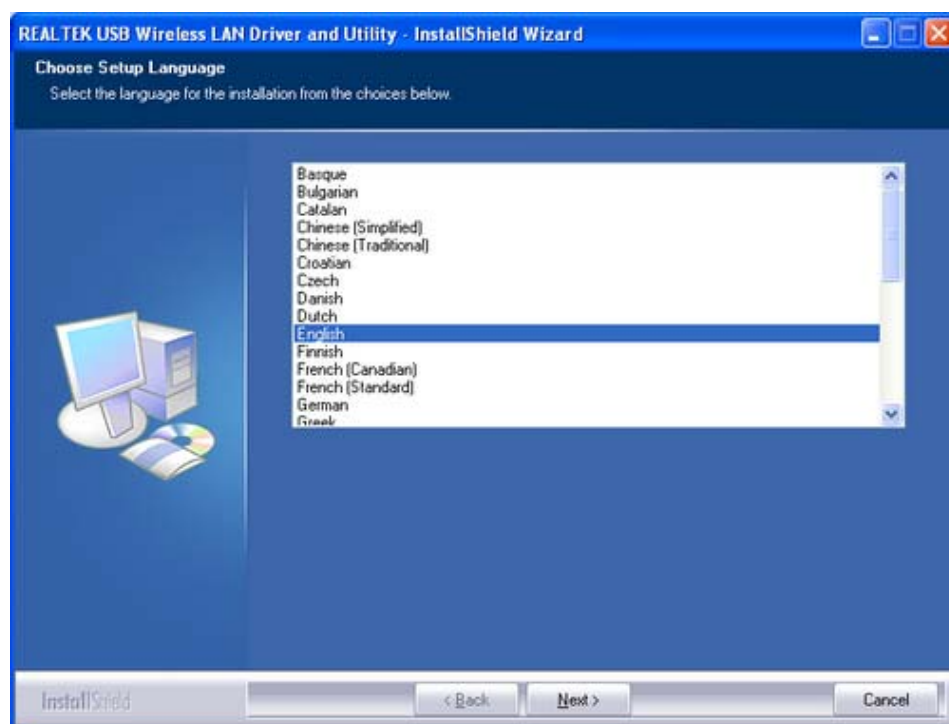 REALTEK USB Wireless LAN Driver and Utility - InstallShield Wizard
Choose Setup Language
Select the language for the installation from the choices below.
Basque
Bulgarian
Catalan
Chinese (Simplified)
Chinese (Traditional)
Croatian
Czech
Danish
Dutch
English
Finnish
French (Canadian)
French (Standard)
German
Greek
InstallShield
< Back
Next >
Cancel